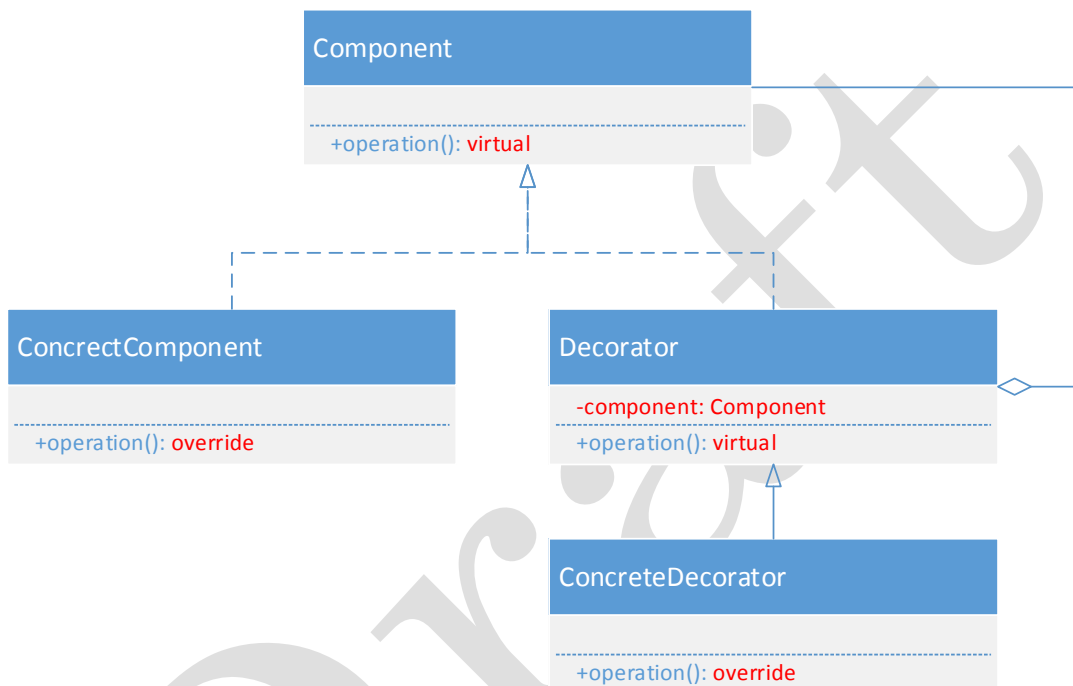 Component
+operation(): virtual
ConcrectComponent
+operation(): override
Decorator
-component: Component
+operation(): virtual
ConcreteDecorator
+operation(): override